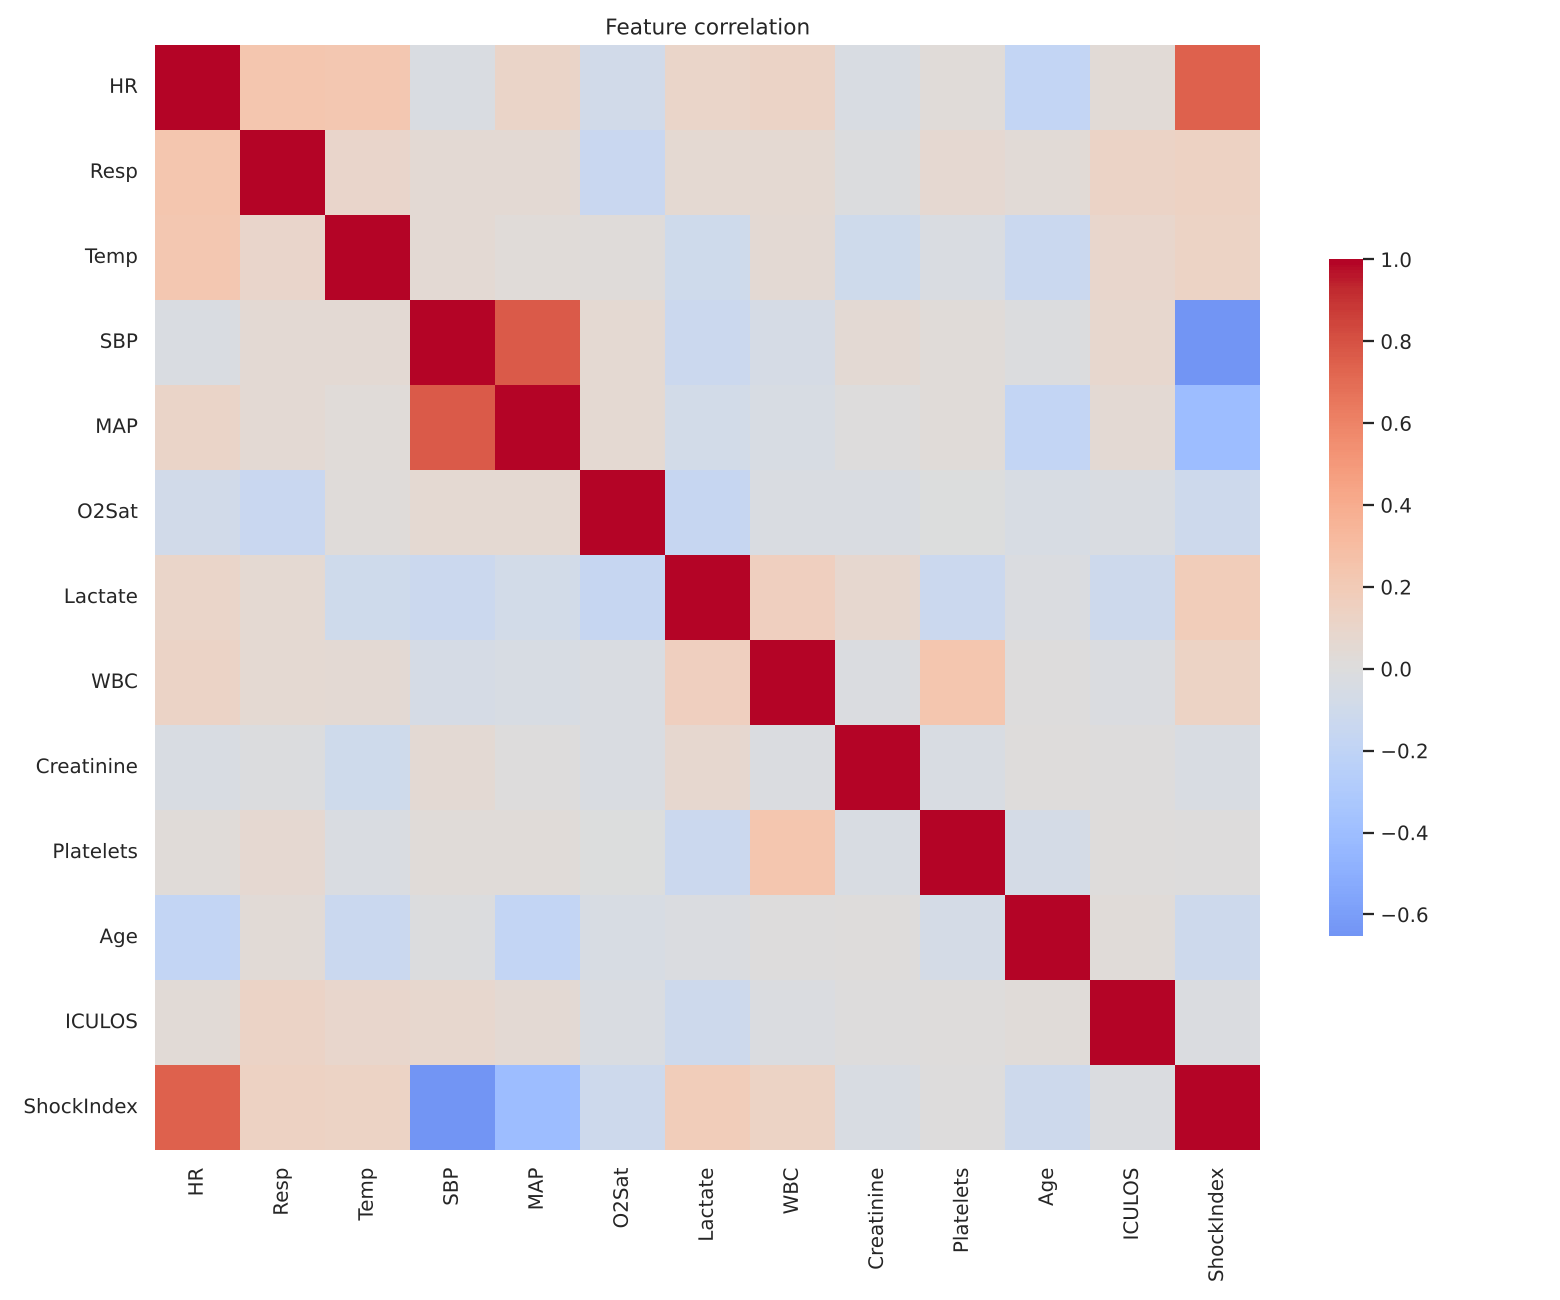 Feature correlation
HR
Resp
Temp
SBP
MAP
O2Sat
Lactate
WBC
Creatinine
Platelets
Age
ICULOS
ShockIndex
HR
Resp
Temp
SBP
MAP
O2Sat
Lactate
WBC
Creatinine
Platelets
Age
ICULOS
ShockIndex
1.0
0.8
0.6
0.4
0.2
0.0
−0.2
−0.4
−0.6